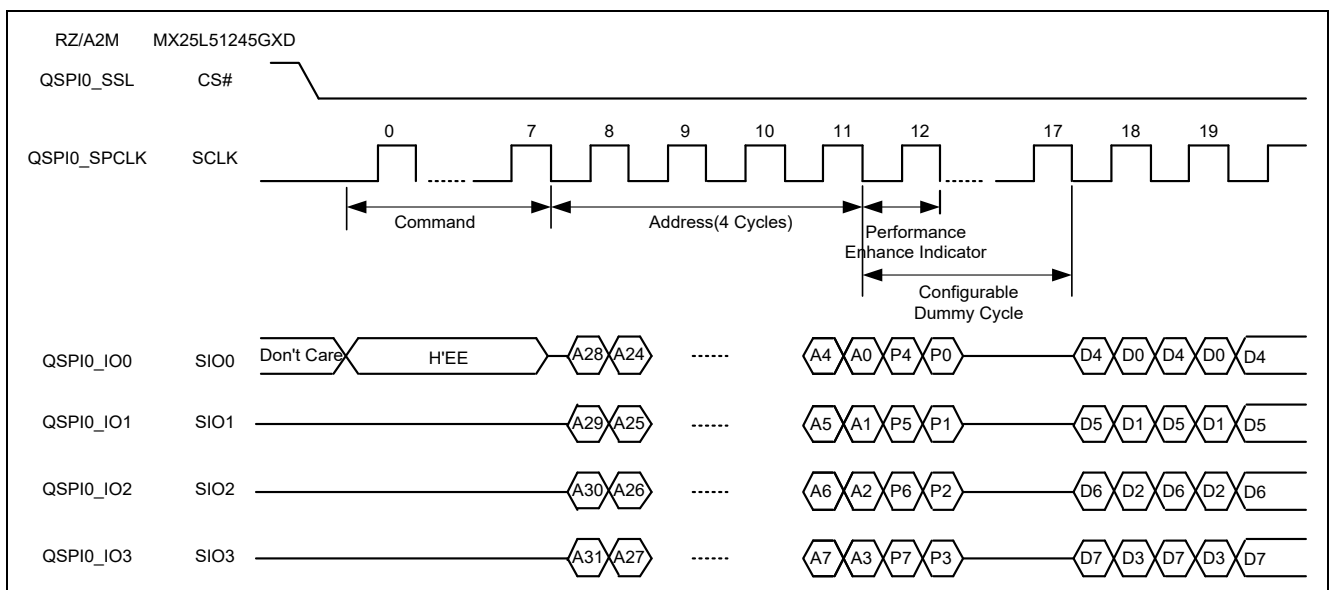 RZ/A2M MX25L51245GXD
QSPI0_SSL CS#
0 7 8 9 10 11 12 17 18 19
QSPI0_SPCLK SCLK
Command Address(4 Cycles) Performance
Enhance Indicator
Configurable
Dummy Cycle
QSPI0_IO0 SIO0 Don't Care H'EE A28 A24 A4 A0 P4 P0 D4 D0 D4 D0 D4
QSPI0_IO1 SIO1 A29 A25 A5 A1 P5 P1 D5 D1 D5 D1 D5
QSPI0_IO2 SIO2 A30 A26 A6 A2 P6 P2 D6 D2 D6 D2 D6
QSPI0_IO3 SIO3 A31 A27 A7 A3 P7 P3 D7 D3 D7 D3 D7